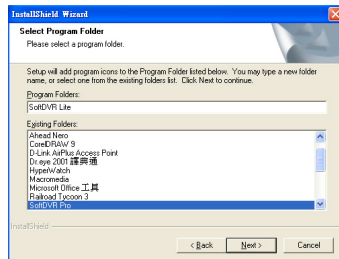 InstallShield Wizard
Select Program Folder
Please select a program folder.
Setup will add program icons to the Program Folder listed below. You may type a new folder
name, or select one from the existing folders list. Click Next to continue.
Program Folders:
SoftDVR Lite
Existing Folders:
Ahead Nero
CorelDRAW 9
D-Link AirPlus Access Point
Dr.eye 2001 譯典通
HyperWatch
Macromedia
Microsoft Office 工具
Railroad Tycoon 3
SoftDVR Pro
InstallShield
< Back
Next >
Cancel